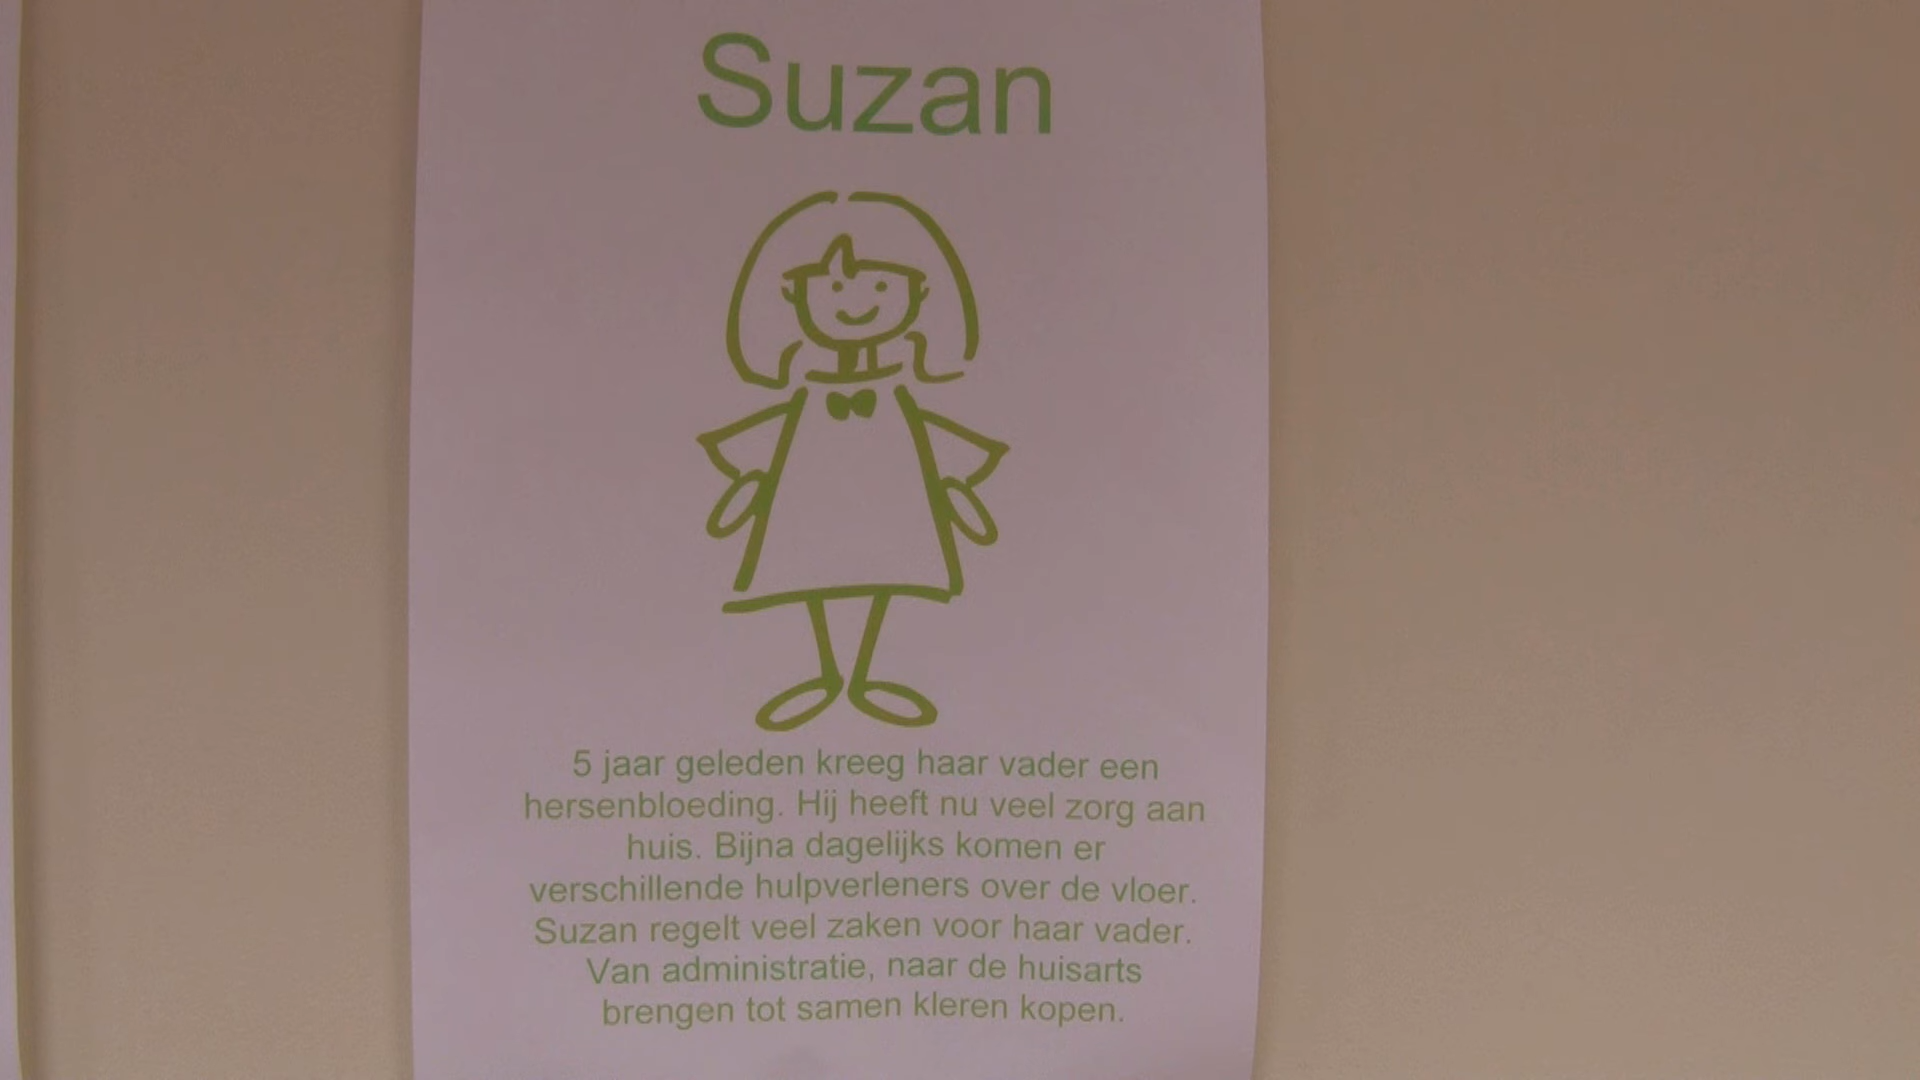 Suzan
5 jaar geleden kreeg haar vader een
hersenbloeding. Hij heeft nu veel zorg aan
huis. Bijna dagelijks komen er
verschillende hulpverleners over de vloer.
Suzan regelt veel zaken voor haar vader.
Van administratie, naar de huisarts
brengen tot samen kleren kopen.